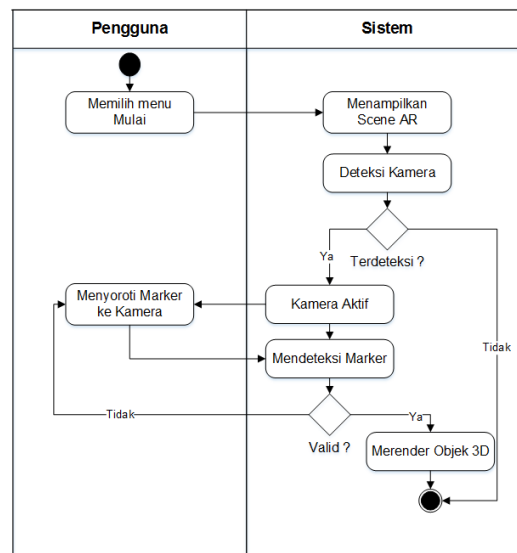 Pengguna
Sistem
Memilih menu
Mulai
Menampilkan
Scene AR
Deteksi Kamera
Terdeteksi ?
Ya
Tidak
Menyoroti Marker
ke Kamera
Kamera Aktif
Mendeteksi Marker
Tidak
Valid ?
Ya
Merender Objek 3D